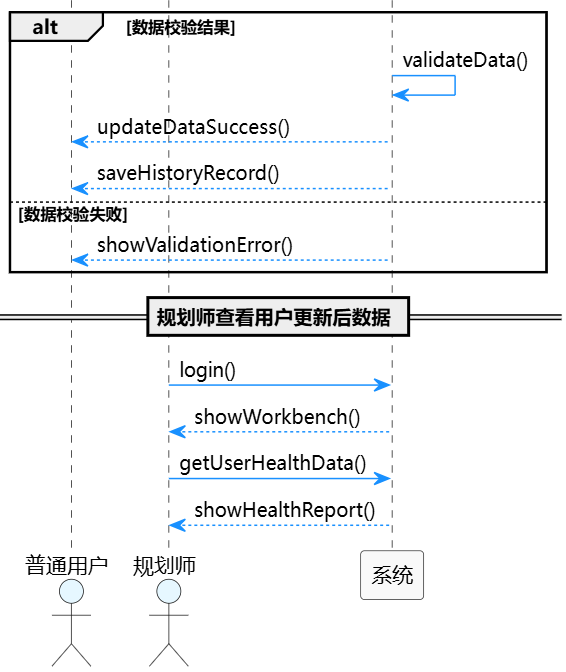 alt [数据校验结果]
validateData()
updateDataSuccess()
saveHistoryRecord()
[数据校验失败]
showValidationError()
规划师查看用户更新后数据
login()
showWorkbench()
getUserHealthData()
showHealthReport()
普通用户 规划师 系统